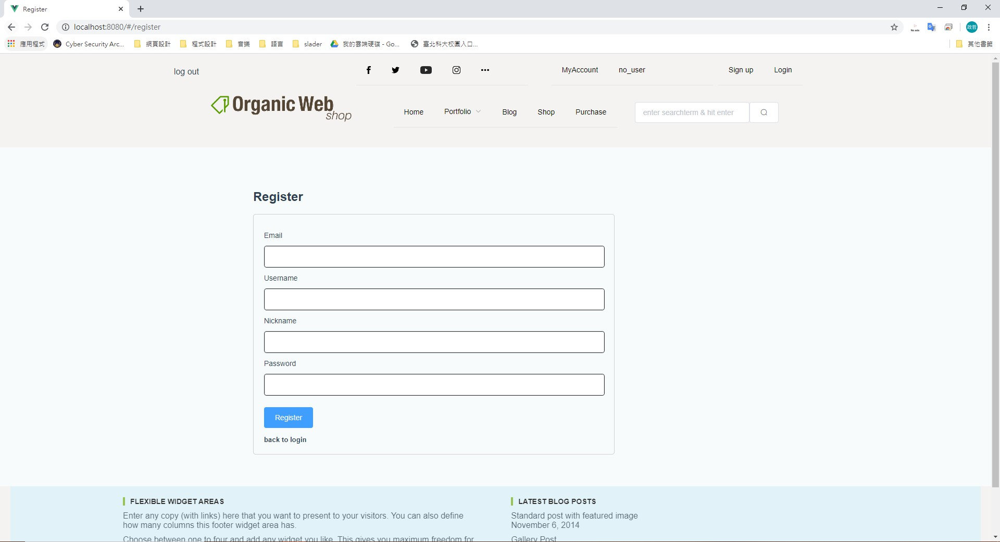 Register
localhost:8080/#/register
應用程式
Cyber Security Arc...
網頁設計
程式設計
音樂
語言
slader
我的雲端硬碟 - Go...
臺北科大校園入口...
其他書籤
No ads
政哲
log out
MyAccount
no_user
Sign up
Login
Organic Web
shop
Home
Portfolio
Blog
Shop
Purchase
enter searchterm & hit enter
Register
Email
Username
Nickname
Password
Register
back to login
FLEXIBLE WIDGET AREAS
Enter any copy (with links) here that you want to present to your visitors. You can also define
how many columns this footer widget area has.
Choose between one to four and add any widget you like. This gives you maximum freedom for
LATEST BLOG POSTS
Standard post with featured image
November 6, 2014
Gallery Post